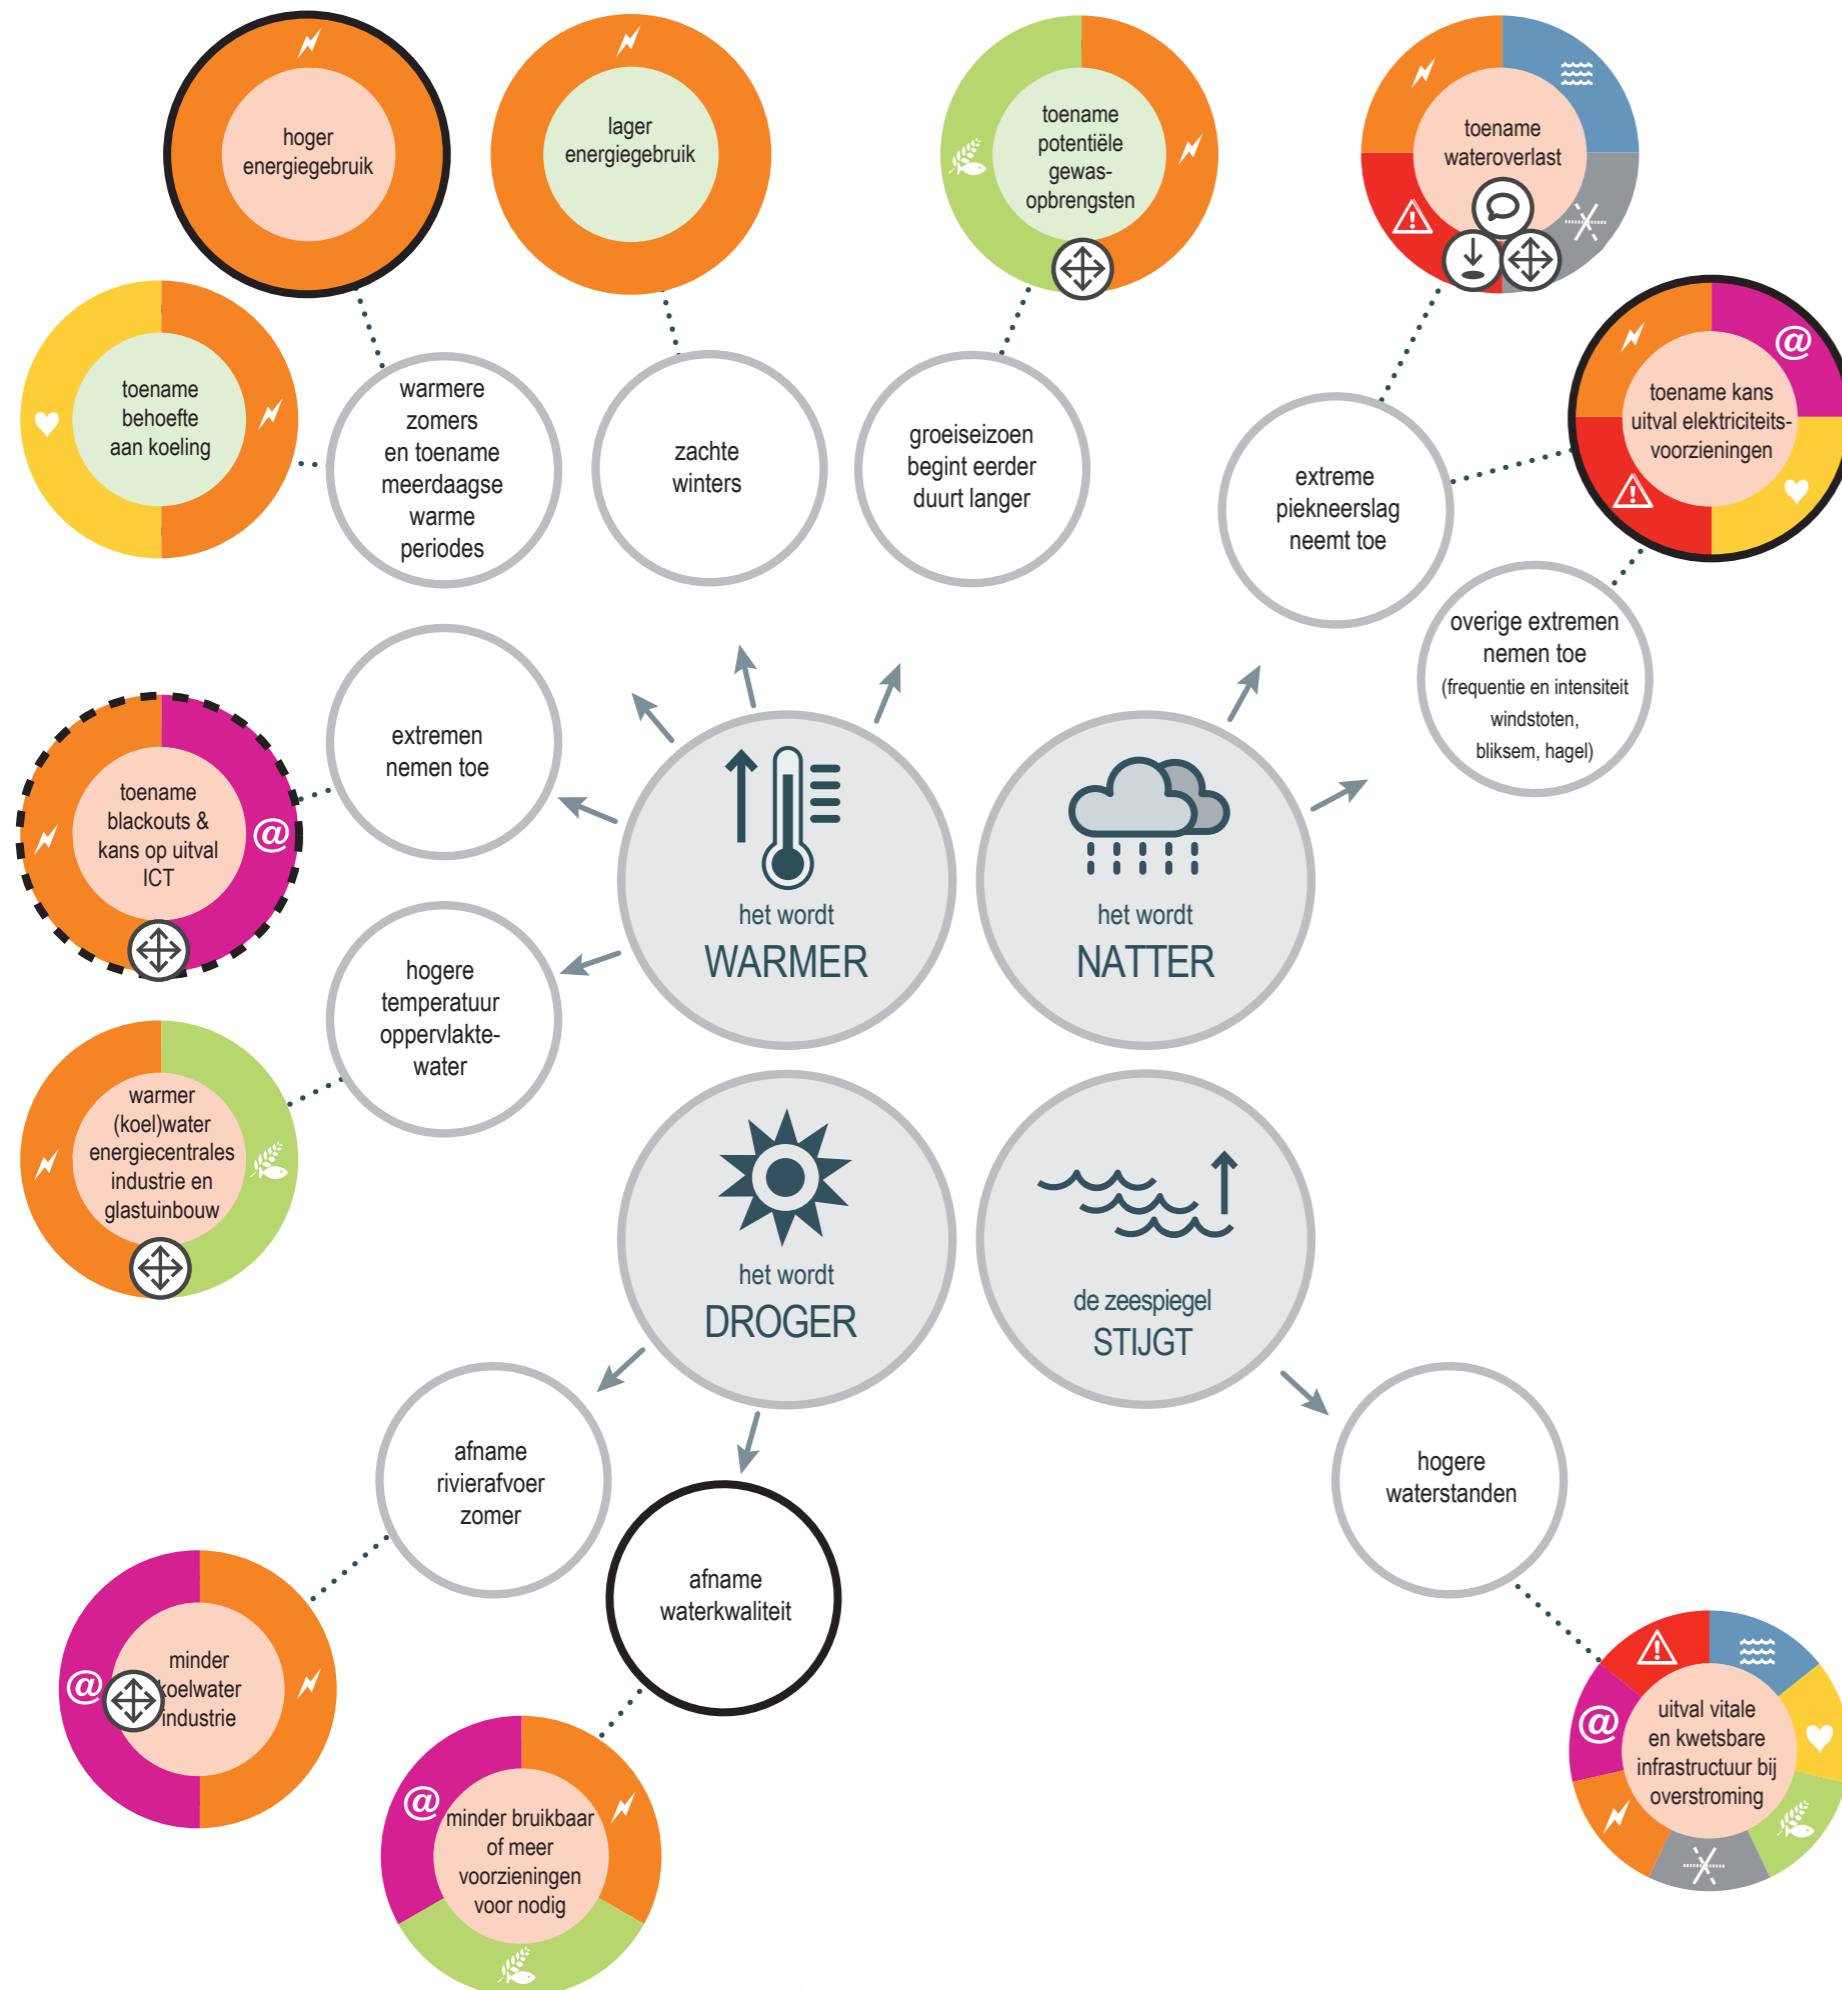 hoger
energiegebruik
lager
energiegebruik
toename
potentiële
gewas-
opbrengsten
toename
wateroverlast
toename
behoefte
aan koeling
warmere
zomers
en toename
meerdaagse
warme
periodes
zachte
winters
groeiseizoen
begint eerder
duurt langer
extreme
piekneerslag
neemt toe
@
toename kans
uitval elektriciteits-
voorzieningen
overige extremen
nemen toe
(frequentie en intensiteit
windstoten,
bliksem, hagel)
extremen
nemen toe
toename
blackouts &
kans op uitval
ICT
@
het wordt
WARMER
het wordt
NATTER
hogere
temperatuur
oppervlakte-
water
warmer
(koel)water
energiecentrales
industrie en
glastuinbouw
het wordt
DROGER
de zeespiegel
STIJGT
afname
rivierafvoer
zomer
afname
waterkwaliteit
hogere
waterstanden
@
minder
koelwater
industrie
@
minder bruikbaar
of meer
voorzieningen
voor nodig
@
uitval vitale
en kwetsbare
infrastructuur bij
overstroming